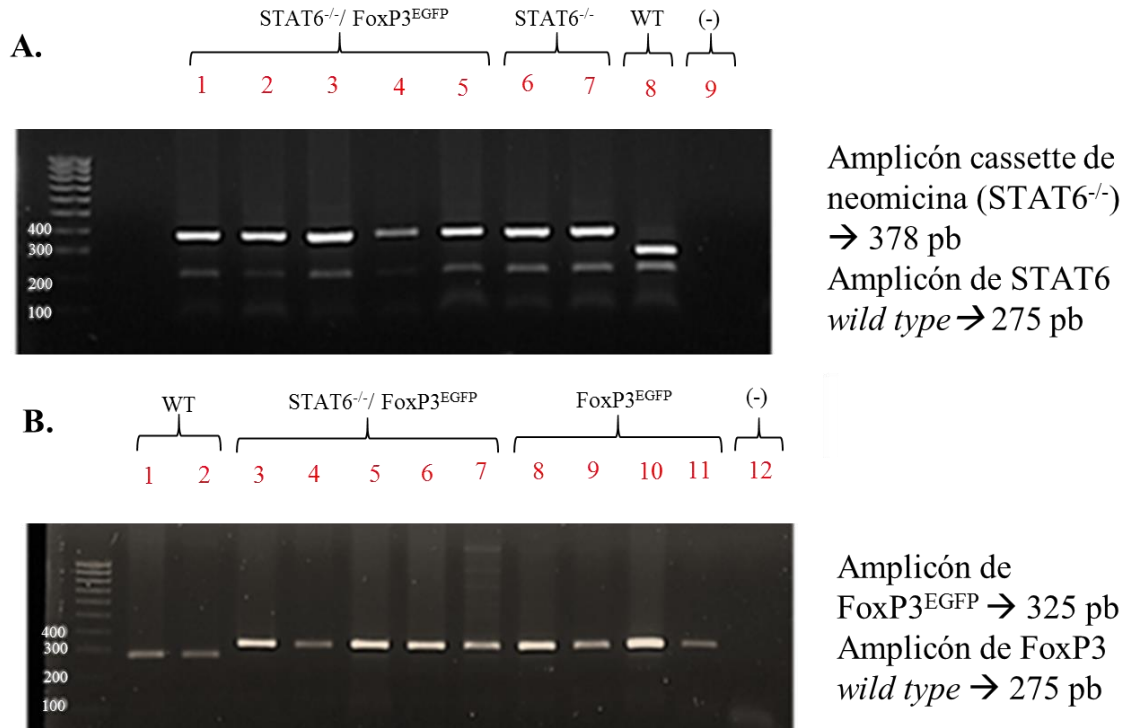 A.
STAT6-/-/ FoxP3EGFP STAT6-/- WT (-)
1 2 3 4 5 6 7 8 9
400
300
200
100
Amplicón cassette de
neomicina (STAT6-/-)
→ 378 pb
Amplicón de STAT6
wild type → 275 pb
B.
WT STAT6-/-/ FoxP3EGFP FoxP3EGFP (-)
1 2 3 4 5 6 7 8 9 10 11 12
400
300
200
100
Amplicón de
FoxP3EGFP → 325 pb
Amplicón de FoxP3
wild type → 275 pb